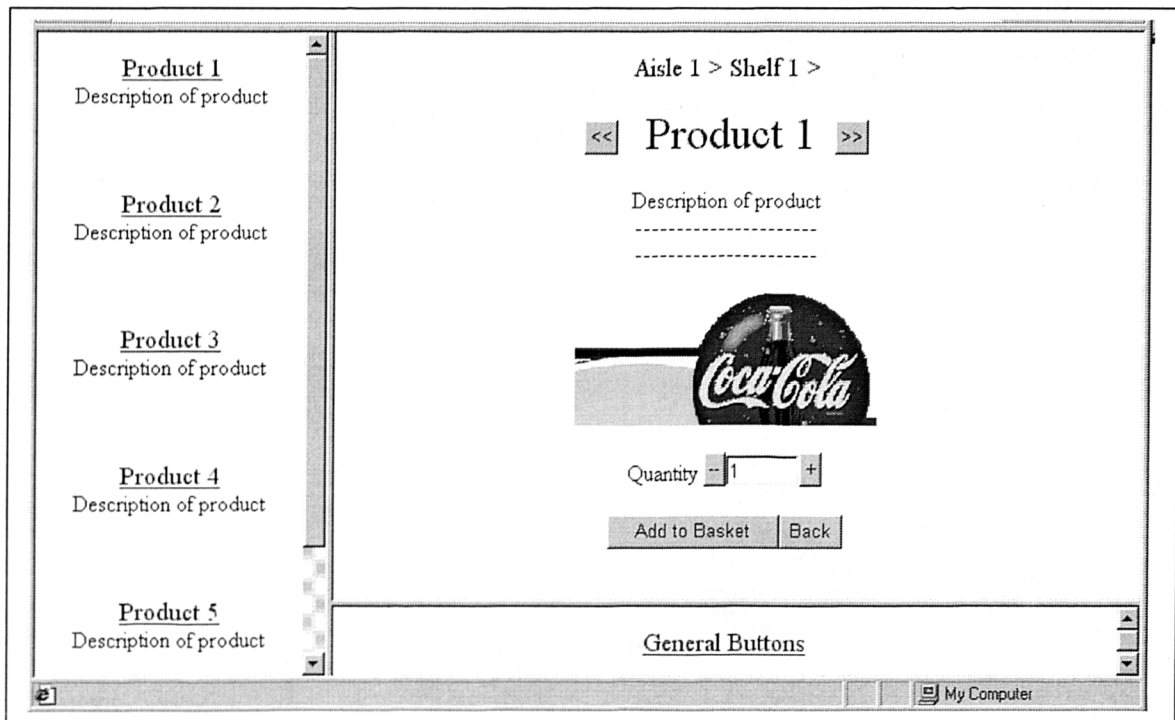 Product 1
Description of product
Product 2
Description of product
Product 3
Description of product
Product 4
Description of product
Product 5
Description of product
Aisle 1 > Shelf 1 >
<< Product 1 >>
Description of product
--------------------
--------------------
Coca-Cola
Quantity -- 1 +
Add to Basket Back
General Buttons
My Computer